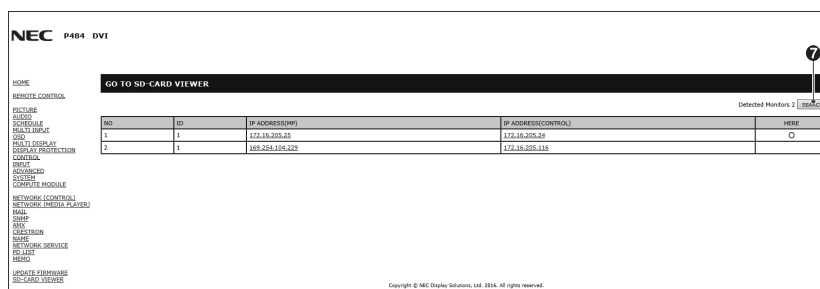 NEC P484 DVI
7
HOME
REMOTE CONTROL
PICTURE
AUDIO
SCHEDULE
MULTI INPUT
OSD
MULTI DISPLAY
DISPLAY PROTECTION
CONTROL
INPUT
ADVANCED
SYSTEM
COMPUTE MODULE
NETWORK (CONTROL)
NETWORK (MEDIA PLAYER)
MAIL
SNMP
AMX
CRESTRON
NAME
NETWORK SERVICE
PD LIST
MEMO
UPDATE FIRMWARE
SD-CARD VIEWER
GO TO SD-CARD VIEWER
Detected Monitors 2 SEARC
NO ID IP ADDRESS(MP) IP ADDRESS(CONTROL) HERE
1 1 172.16.205.25 172.16.205.24 O
2 1 169.254.104.229 172.16.205.116
Copyright © NEC Display Solutions, Ltd. 2016. All rights reserved.